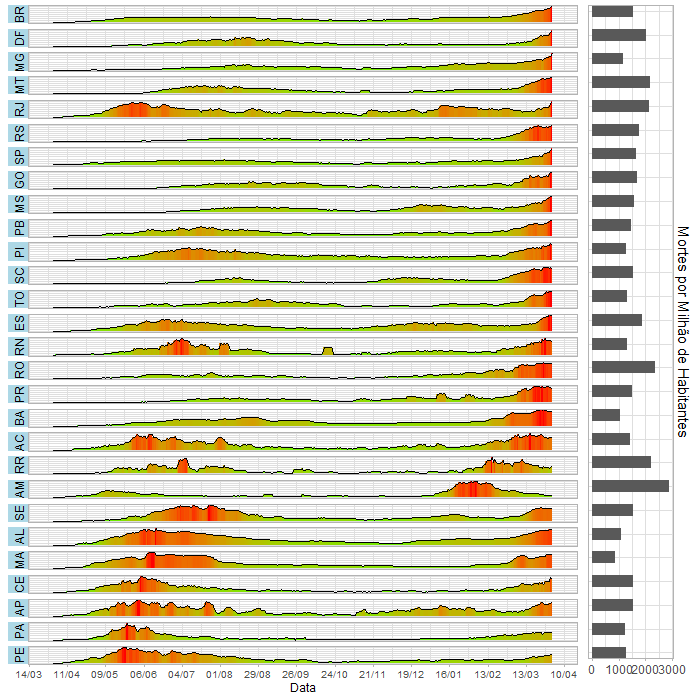 BR
DF
MG
MT
RJ
RS
SP
GO
MS
PB
PI
SC
TO
ES
RN
RO
PR
BA
AC
RR
AM
SE
AL
MA
CE
AP
PA
PE
14/03 11/04 09/05 06/06 04/07 01/08 29/08 26/09 24/10 21/11 19/12 16/01 13/02 13/03 10/04
Data
0 1000 2000 3000
Mortes por Milhão de Habitantes